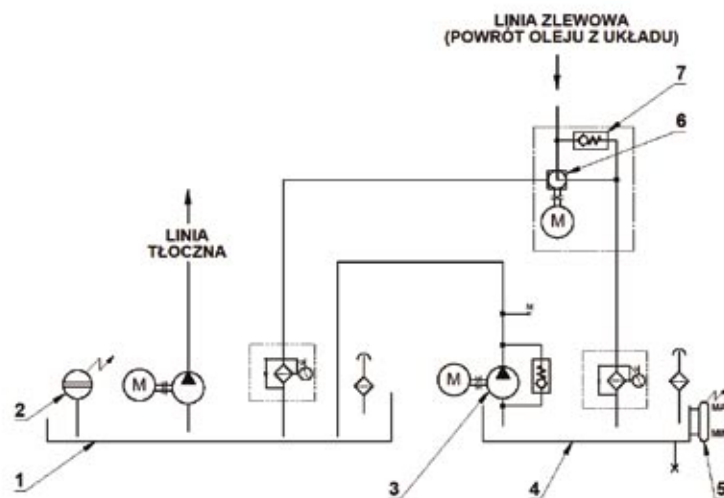 LINIA ZLEWOWA
(POWRÓT OLEJU Z UKŁADU)
7
6
M
LINIA
TŁOCZNA
2
M
M
1
3
4
5